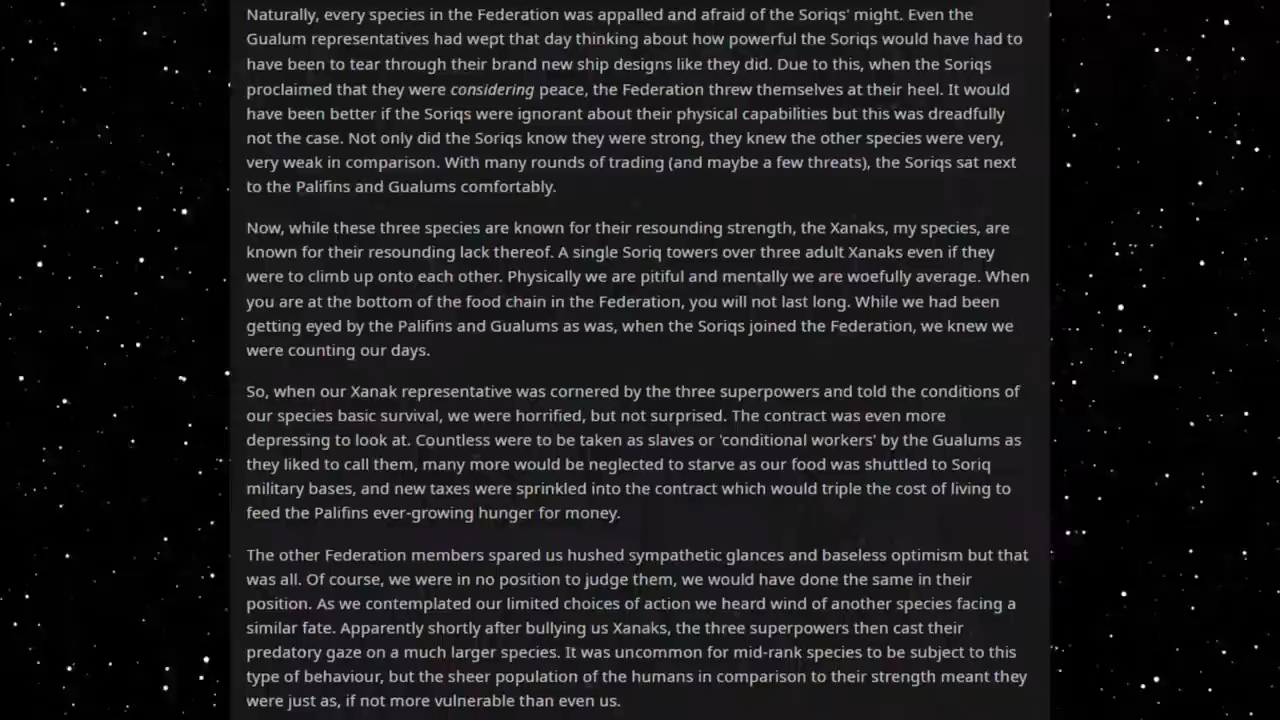 Naturally, every species in the Federation was appalled and afraid of the Soriqs' might. Even the
Gualum representatives had wept that day thinking about how powerful the Soriqs would have had to
have been to tear through their brand new ship designs like they did. Due to this, when the Soriqs
proclaimed that they were considering peace, the Federation threw themselves at their heel. It would
have been better if the Soriqs were ignorant about their physical capabilities but this was dreadfully
not the case. Not only did the Soriqs know they were strong, they knew the other species were very,
very weak in comparison. With many rounds of trading (and maybe a few threats), the Soriqs sat next
to the Palifins and Gualums comfortably.
Now, while these three species are known for their resounding strength, the Xanaks, my species, are
known for their resounding lack thereof. A single Soriq towers over three adult Xanaks even if they
were to climb up onto each other. Physically we are pitiful and mentally we are woefully average. When
you are at the bottom of the food chain in the Federation, you will not last long. While we had been
getting eyed by the Palifins and Gualums as was, when the Soriqs joined the Federation, we knew we
were counting our days.
So, when our Xanak representative was cornered by the three superpowers and told the conditions of
our species basic survival, we were horrified, but not surprised. The contract was even more
depressing to look at. Countless were to be taken as slaves or 'conditional workers' by the Gualums as
they liked to call them, many more would be neglected to starve as our food was shuttled to Soriq
military bases, and new taxes were sprinkled into the contract which would triple the cost of living to
feed the Palifins ever-growing hunger for money.
The other Federation members spared us hushed sympathetic glances and baseless optimism but that
was all. Of course, we were in no position to judge them, we would have done the same in their
position. As we contemplated our limited choices of action we heard wind of another species facing a
similar fate. Apparently shortly after bullying us Xanaks, the three superpowers then cast their
predatory gaze on a much larger species. It was uncommon for mid-rank species to be subject to this
type of behaviour, but the sheer population of the humans in comparison to their strength meant they
were just as, if not more vulnerable than even us.